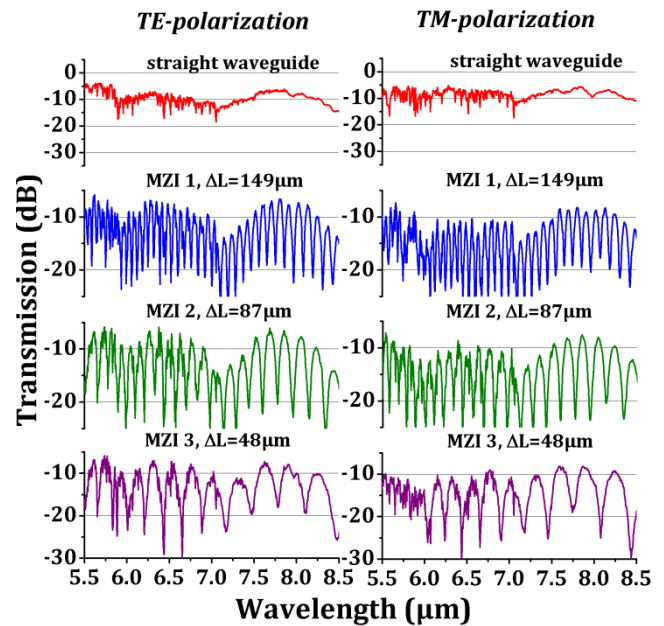 TE-polarization TM-polarization
straight waveguide straight waveguide
0 0
-10 -10
-20 -20
-30 -30
MZI 1, ΔL=149μm MZI 1, ΔL=149μm
-10 -10
-20 -20
MZI 2, ΔL=87μm MZI 2, ΔL=87μm
-10 -10
-20 -20
MZI 3, ΔL=48μm MZI 3, ΔL=48μm
-10 -10
-20 -20
-30 -30
5.5 6.0 6.5 7.0 7.5 8.0 8.5 5.5 6.0 6.5 7.0 7.5 8.0 8.5
Transmission (dB)
Wavelength (μm)